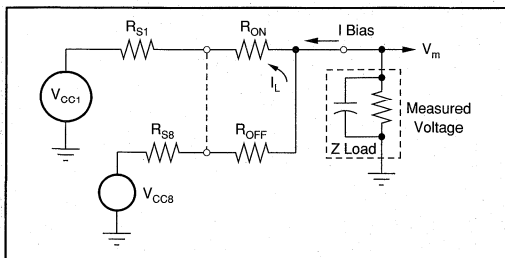 R_S1
R_ON
I Bias
V_m
I_L
V_CC1
Measured
Voltage
R_S8
R_OFF
Z Load
V_CC8